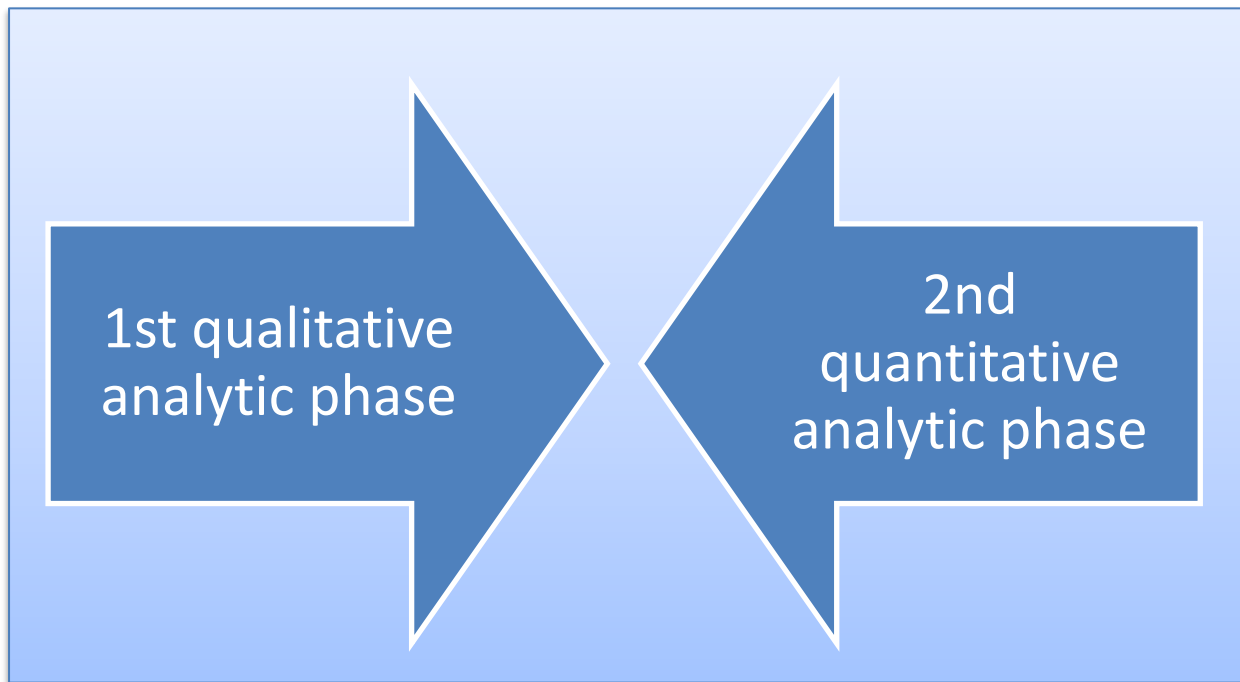 1st qualitative
analytic phase
2nd
quantitative
analytic phase